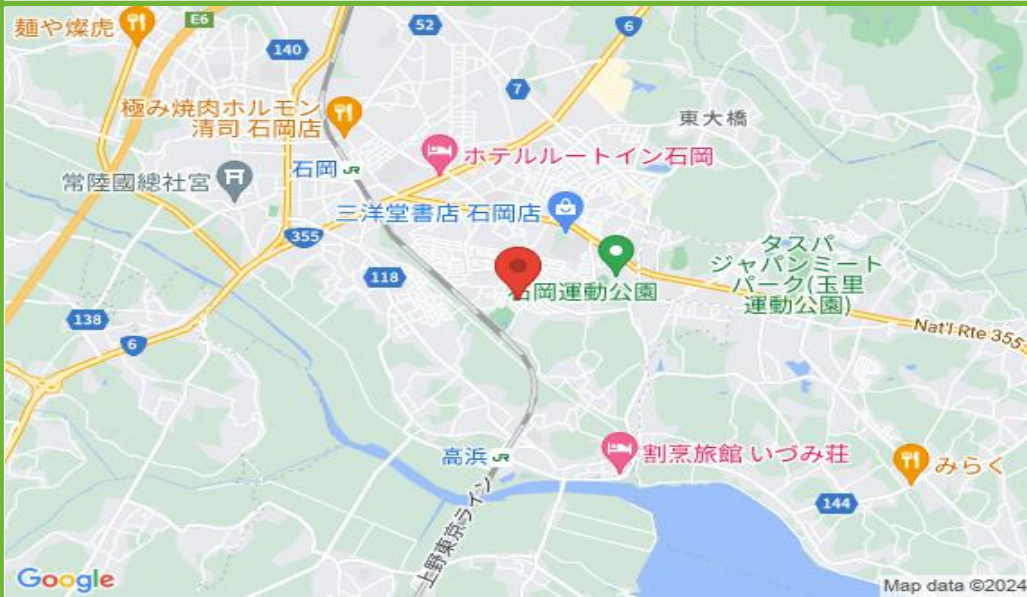 麺や燦虎
E6
140
52
6
7
極み焼肉ホルモン
清司 石岡店
東大橋
石岡 JR
ホテルルートイン石岡
常陸國總社宮
三洋堂書店 石岡店
355
118
タスパ
ジャパンミート
パーク(玉里
運動公園)
石岡運動公園
138
6
Nat'l Rte 355
高浜 JR
割烹旅館 いづみ荘
みらく
144
上野東京ライン
Google
Map data ©2024